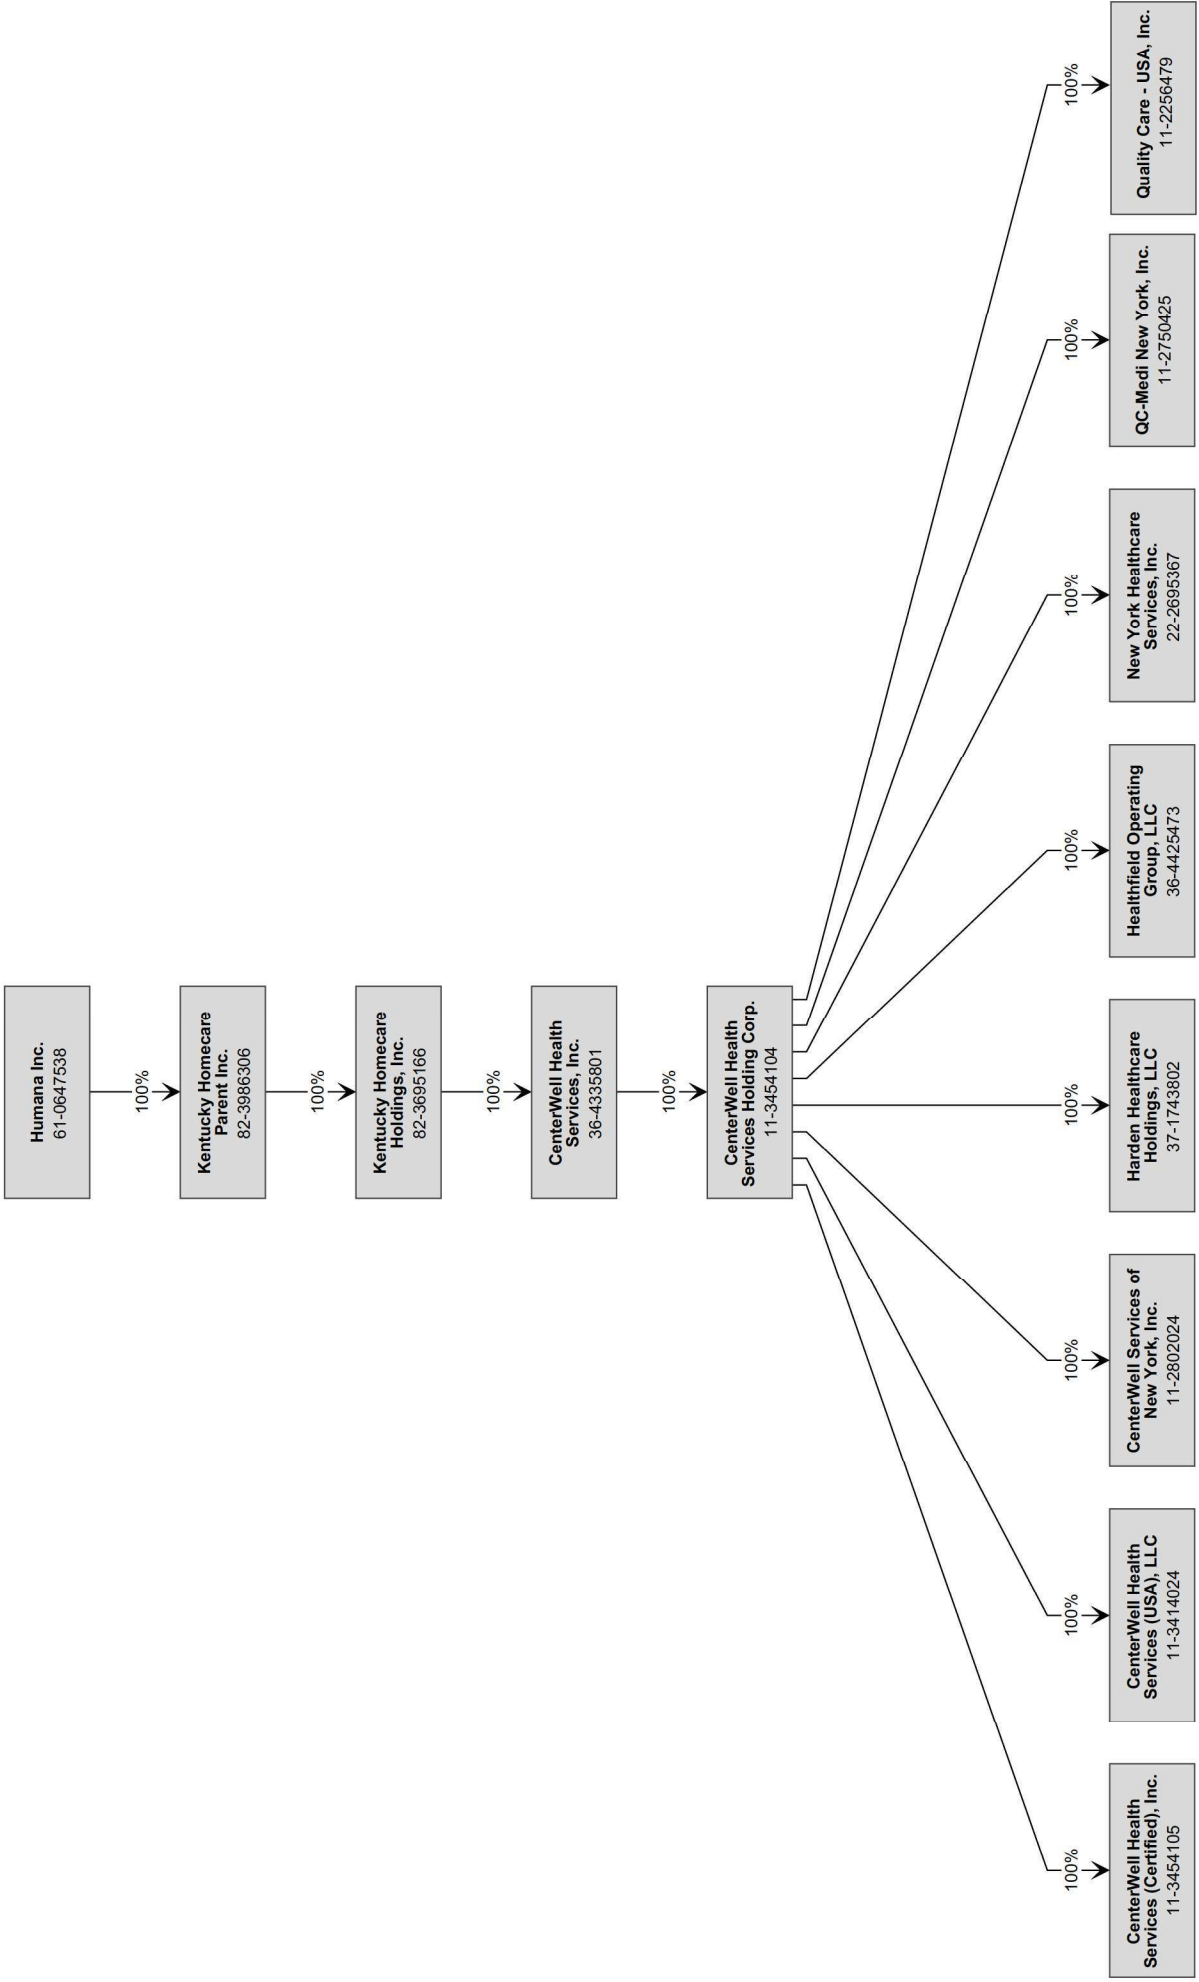 Humana Inc.
61-0647538
100%
Kentucky Homecare
Parent Inc.
82-3986306
100%
Kentucky Homecare
Holdings, Inc.
82-3695166
100%
CenterWell Health
Services, Inc.
36-4335801
100%
CenterWell Health
Services Holding Corp.
11-3454104
100%
CenterWell Health
Services (Certified), Inc.
11-3454105
100%
CenterWell Health
Services (USA), LLC
11-3414024
100%
CenterWell Services of
New York, Inc.
11-2802024
100%
Harden Healthcare
Holdings, LLC
37-1743802
100%
Healthfield Operating
Group, LLC
36-4425473
100%
New York Healthcare
Services, Inc.
22-2695367
100%
QC-Medi New York, Inc.
11-2750425
100%
Quality Care - USA, Inc.
11-2256479